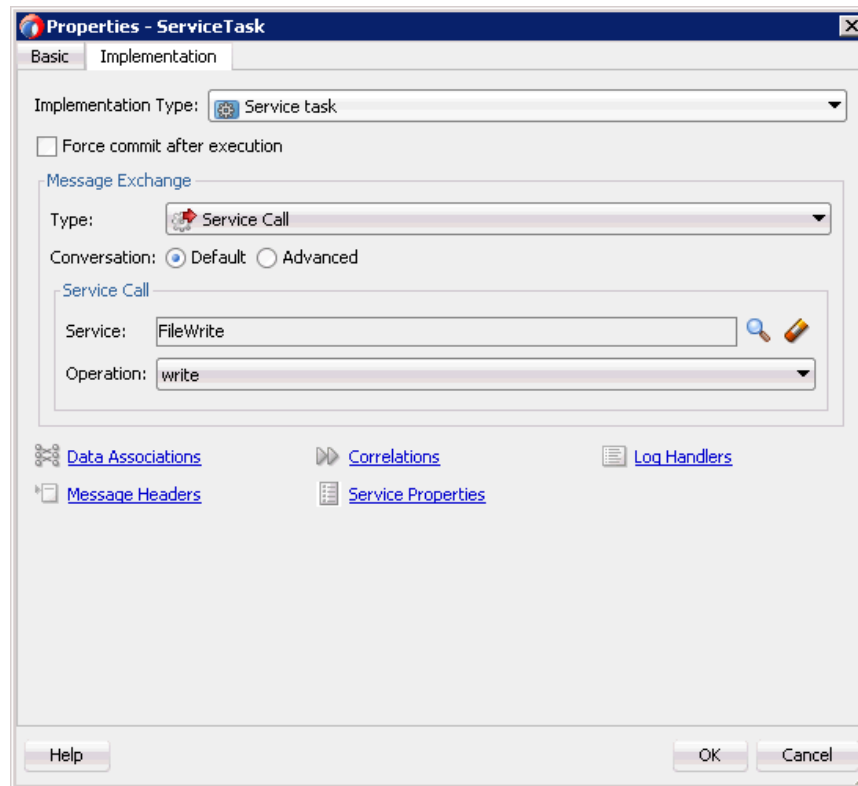 Properties - ServiceTask
Basic Implementation
Implementation Type: Service task
Force commit after execution
Message Exchange
Type: Service Call
Conversation: Default Advanced
Service Call
Service: FileWrite
Operation: write
Data Associations Correlations Log Handlers
Message Headers Service Properties
Help OK Cancel